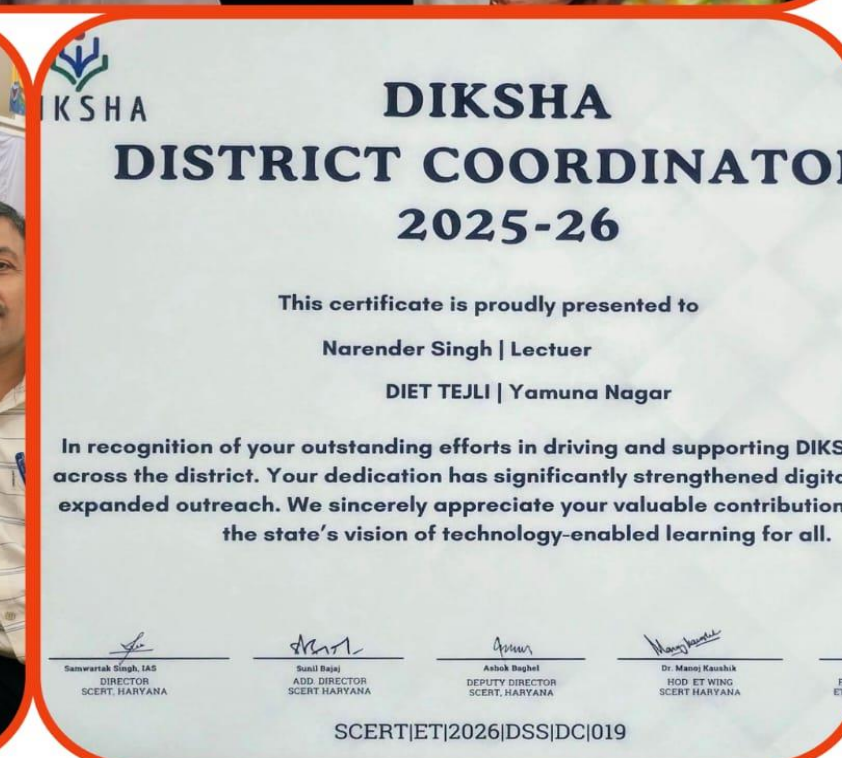 IKSHA
DIKSHA
DISTRICT COORDINATO
2025-26
This certificate is proudly presented to
Narender Singh | Lectuer
DIET TEJLI | Yamuna Nagar
In recognition of your outstanding efforts in driving and supporting DIKS
across the district. Your dedication has significantly strengthened digit
expanded outreach. We sincerely appreciate your valuable contribution
the state's vision of technology-enabled learning for all.
Samwartak Singh, IAS
DIRECTOR
SCERT, HARYANA
Sunil Bajaj
ADD. DIRECTOR
SCERT HARYANA
Ashok Baghel
DEPUTY DIRECTOR
SCERT, HARYANA
Manoj Kaushik
Dr. Manoj Kaushik
HOD ET WING
SCERT HARYANA
SCERT|ET|2026|DSS|DC|019